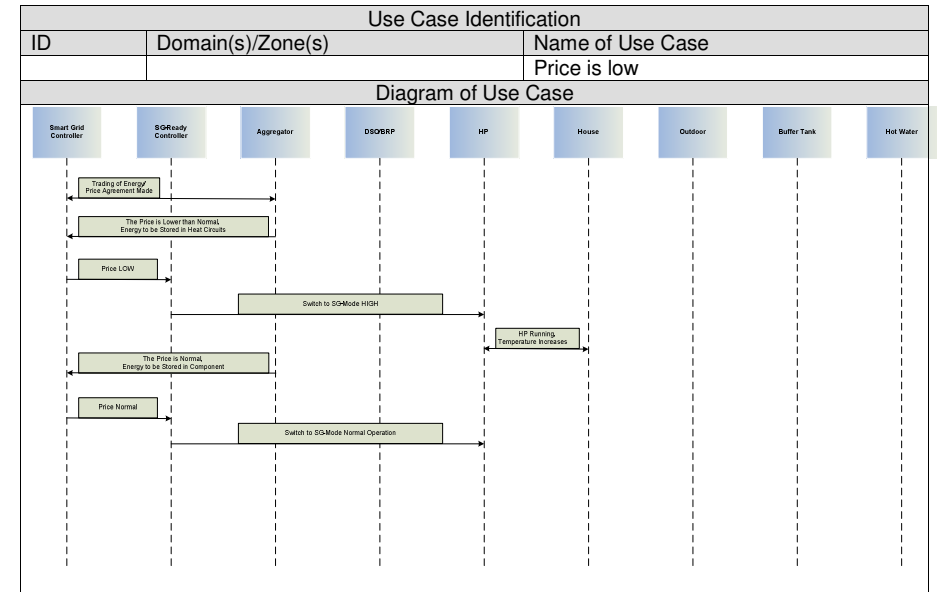 Use Case Identification
ID Domain(s)/Zone(s) Name of Use Case
Price is low
Diagram of Use Case
Smart Grid
Controller
SG-Ready
Controller
Aggregator
DSO/BRP
HP
House
Outdoor
Buffer Tank
Hot Water
Trading of Energy/
Price Agreement Made
The Price is Lower than Normal,
Energy to be Stored in Heat Circuits
Price LOW
Switch to SG-Mode HIGH
HP Running,
Temperature Increases
The Price is Normal,
Energy to be Stored in Component
Price Normal
Switch to SG-Mode Normal Operation